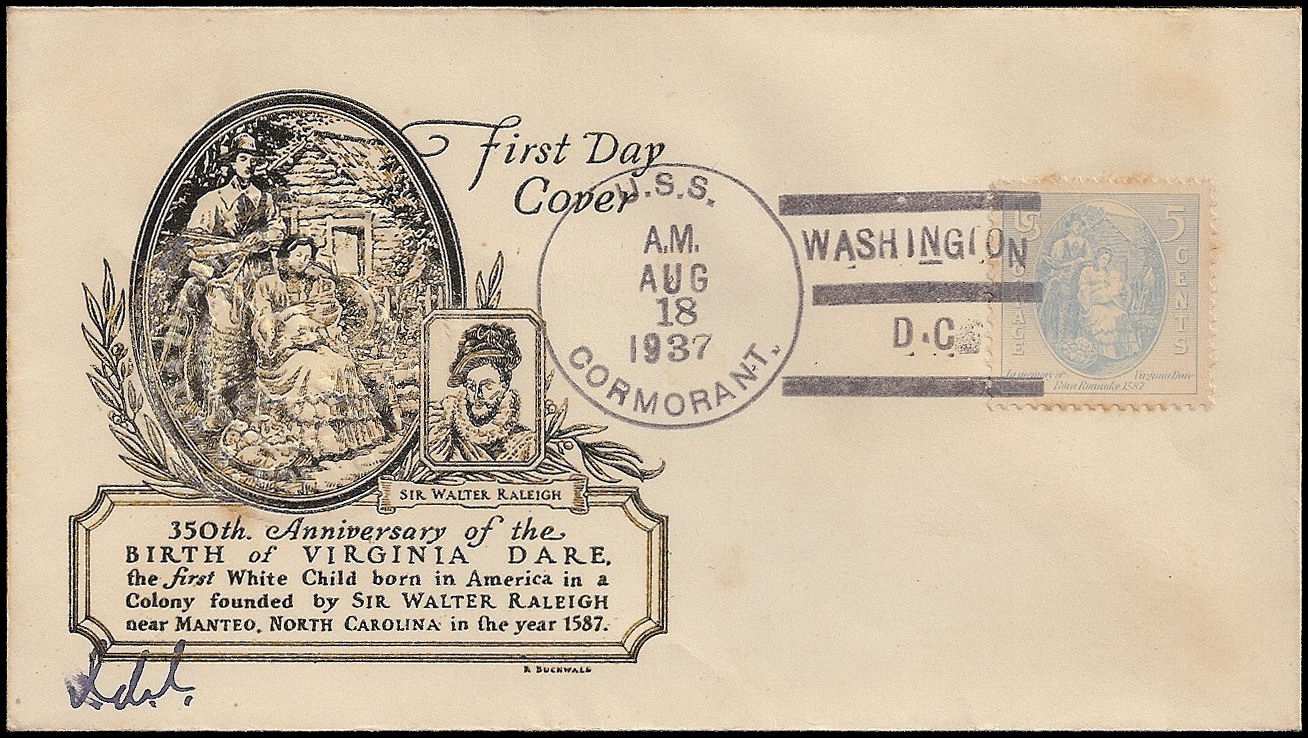 First Day
Cover
U.S.S.
A.M.
AUG
18
1937
CORMORANT.
WASHINGTON
D.C.
5 CENTS
POSTAGE
In memory of Virginia Dare
Born Roanoke 1587
SIR WALTER RALEIGH
350th. Anniversary of the
BIRTH of VIRGINIA DARE,
the first White Child born in America in a
Colony founded by SIR WALTER RALEIGH
near MANTEO, NORTH CAROLINA in the year 1587.
R BUCKWALD